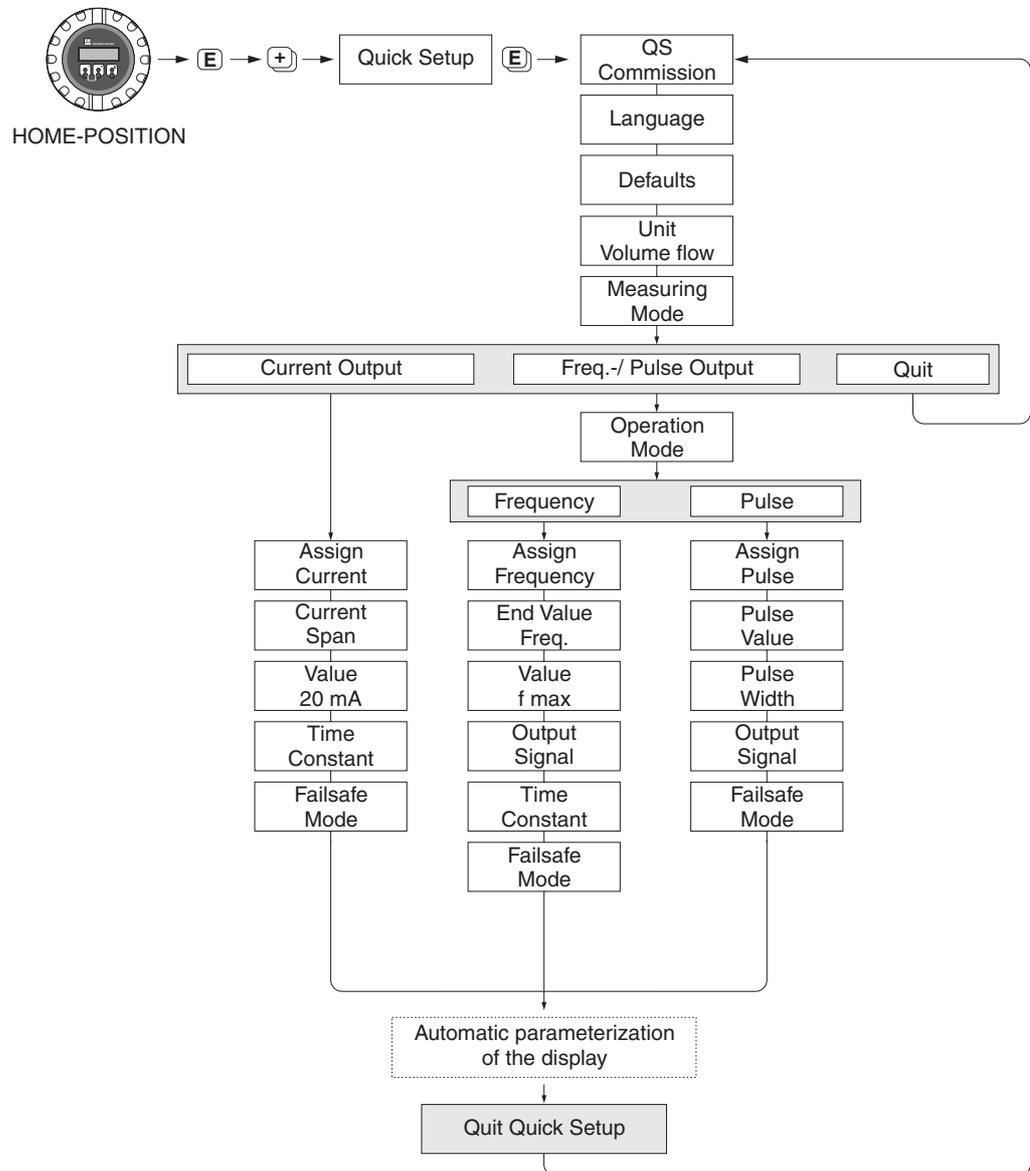 E
+
Quick Setup
E
QS
Commission
HOME-POSITION
Language
Defaults
Unit
Volume flow
Measuring
Mode
Current Output
Freq.-/ Pulse Output
Quit
Operation
Mode
Frequency
Pulse
Assign
Current
Assign
Frequency
Assign
Pulse
Current
Span
End Value
Freq.
Pulse
Value
Value
20 mA
Value
f max
Pulse
Width
Time
Constant
Output
Signal
Output
Signal
Failsafe
Mode
Time
Constant
Failsafe
Mode
Failsafe
Mode
Automatic parameterization
of the display
Quit Quick Setup